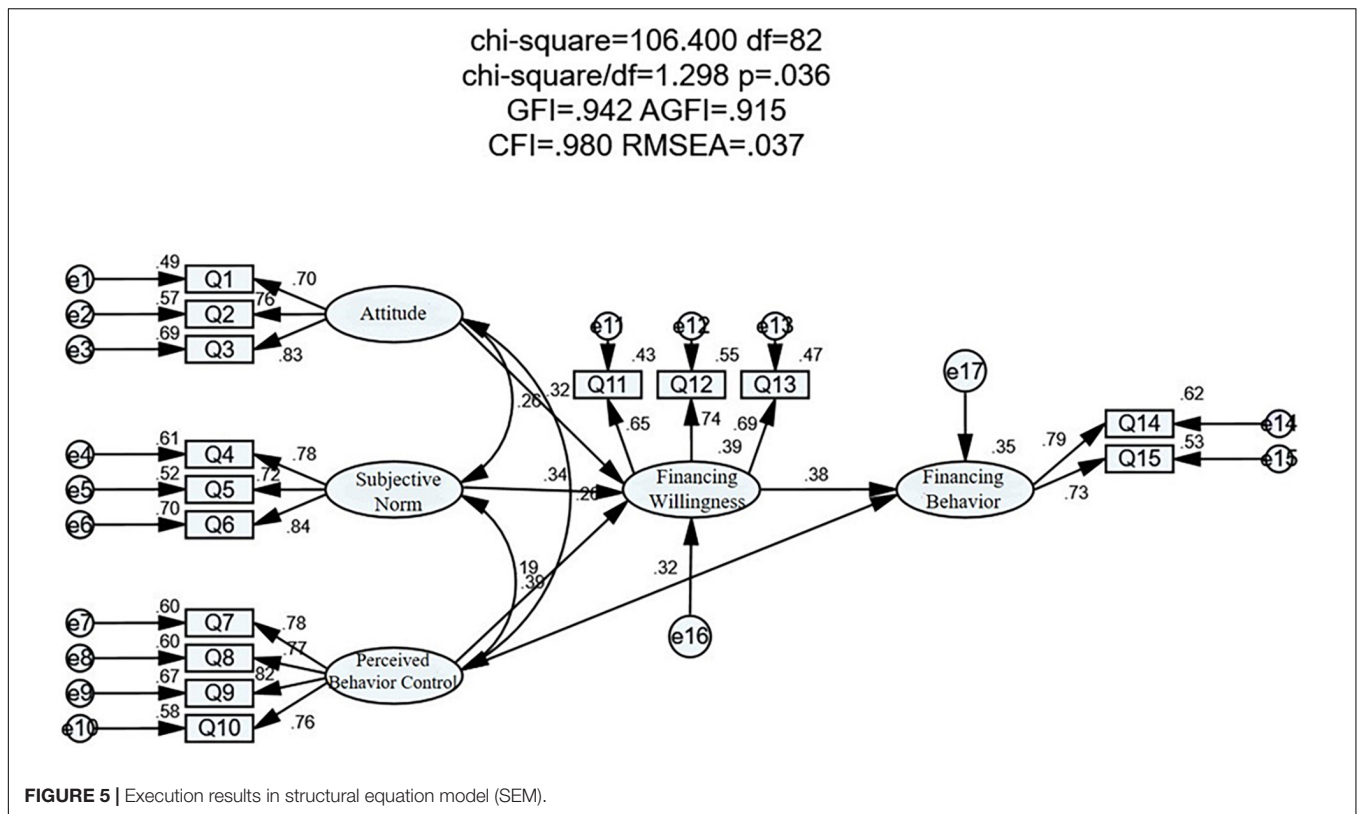 chi-square=106.400 df=82
chi-square/df=1.298 p=.036
GFI=.942 AGFI=.915
CFI=.980 RMSEA=.037
e1 .49 Q1 .70
e2 .57 Q2 .76
e3 .69 Q3 .83
Attitude
e4 .61 Q4 .78
e5 .52 Q5 .72
e6 .70 Q6 .84
Subjective
Norm
e7 .60 Q7 .78
e8 .60 Q8 .77
e9 .67 Q9 .82
e10 .58 Q10 .76
Perceived
Behavior Control
.26 .32
.34
19
.39
e11 e12 e13
.43 .55 .47
Q11 Q12 Q13
.65 .74 .69
.39
Financing
Willingness
e16
.38
.32
e17
.35
Financing
Behavior
.79 Q14 .62 e14
.73 Q15 .53 e15
FIGURE 5 | Execution results in structural equation model (SEM).